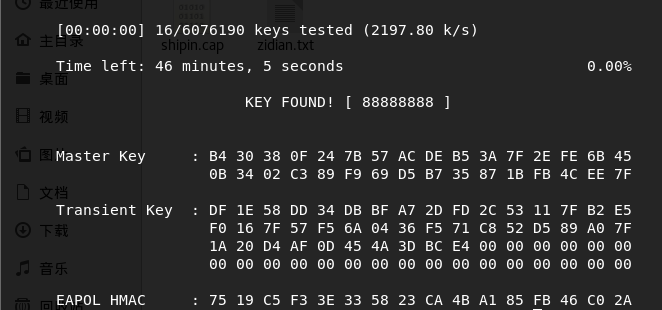 最近使用
[00:00:00] 16/6076190 keys tested (2197.80 k/s)
主目录
shipin.cap
zidian.txt
Time left: 46 minutes, 5 seconds 0.00%
桌面
KEY FOUND! [ 88888888 ]
视频
Master Key : B4 30 38 0F 24 7B 57 AC DE B5 3A 7F 2E FE 6B 45
0B 34 02 C3 89 F9 69 D5 B7 35 87 1B FB 4C EE 7F
文档
Transient Key : DF 1E 58 DD 34 DB BF A7 2D FD 2C 53 11 7F B2 E5
F0 16 7F 57 F5 6A 04 36 F5 71 C8 52 D5 89 A0 7F
下载
1A 20 D4 AF 0D 45 4A 3D BC E4 00 00 00 00 00 00
00 00 00 00 00 00 00 00 00 00 00 00 00 00 00 00
音乐
EAPOL HMAC : 75 19 C5 F3 3E 33 58 23 CA 4B A1 85 FB 46 C0 2A